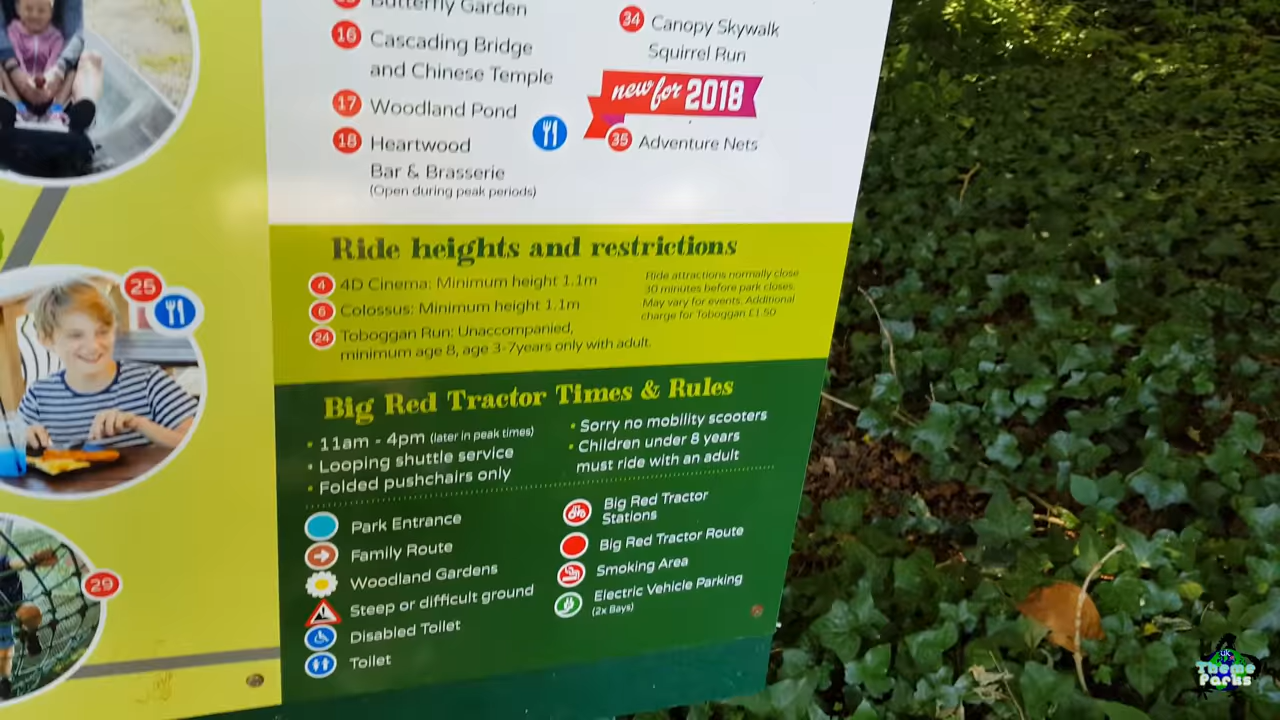 Butterfly Garden
16 Cascading Bridge
and Chinese Temple
17 Woodland Pond
18 Heartwood
Bar & Brasserie
(Open during peak periods)
34 Canopy Skywalk
Squirrel Run
new for 2018
35 Adventure Nets
25
29
Ride heights and restrictions
4 4D Cinema: Minimum height 1.1m
6 Colossus: Minimum height 1.1m
24 Toboggan Run: Unaccompanied,
minimum age 8, age 3-7years only with adult.
Ride attractions normally close
30 minutes before park closes.
May vary for events. Additional
charge for Toboggan £1.50
Big Red Tractor Times & Rules
• 11am - 4pm (later in peak times)
• Looping shuttle service
• Folded pushchairs only
• Sorry no mobility scooters
• Children under 8 years
must ride with an adult
Park Entrance
Family Route
Woodland Gardens
Steep or difficult ground
Disabled Toilet
Toilet
Big Red Tractor
Stations
Big Red Tractor Route
Smoking Area
Electric Vehicle Parking
(2x Bays)
UK
Theme
Parks